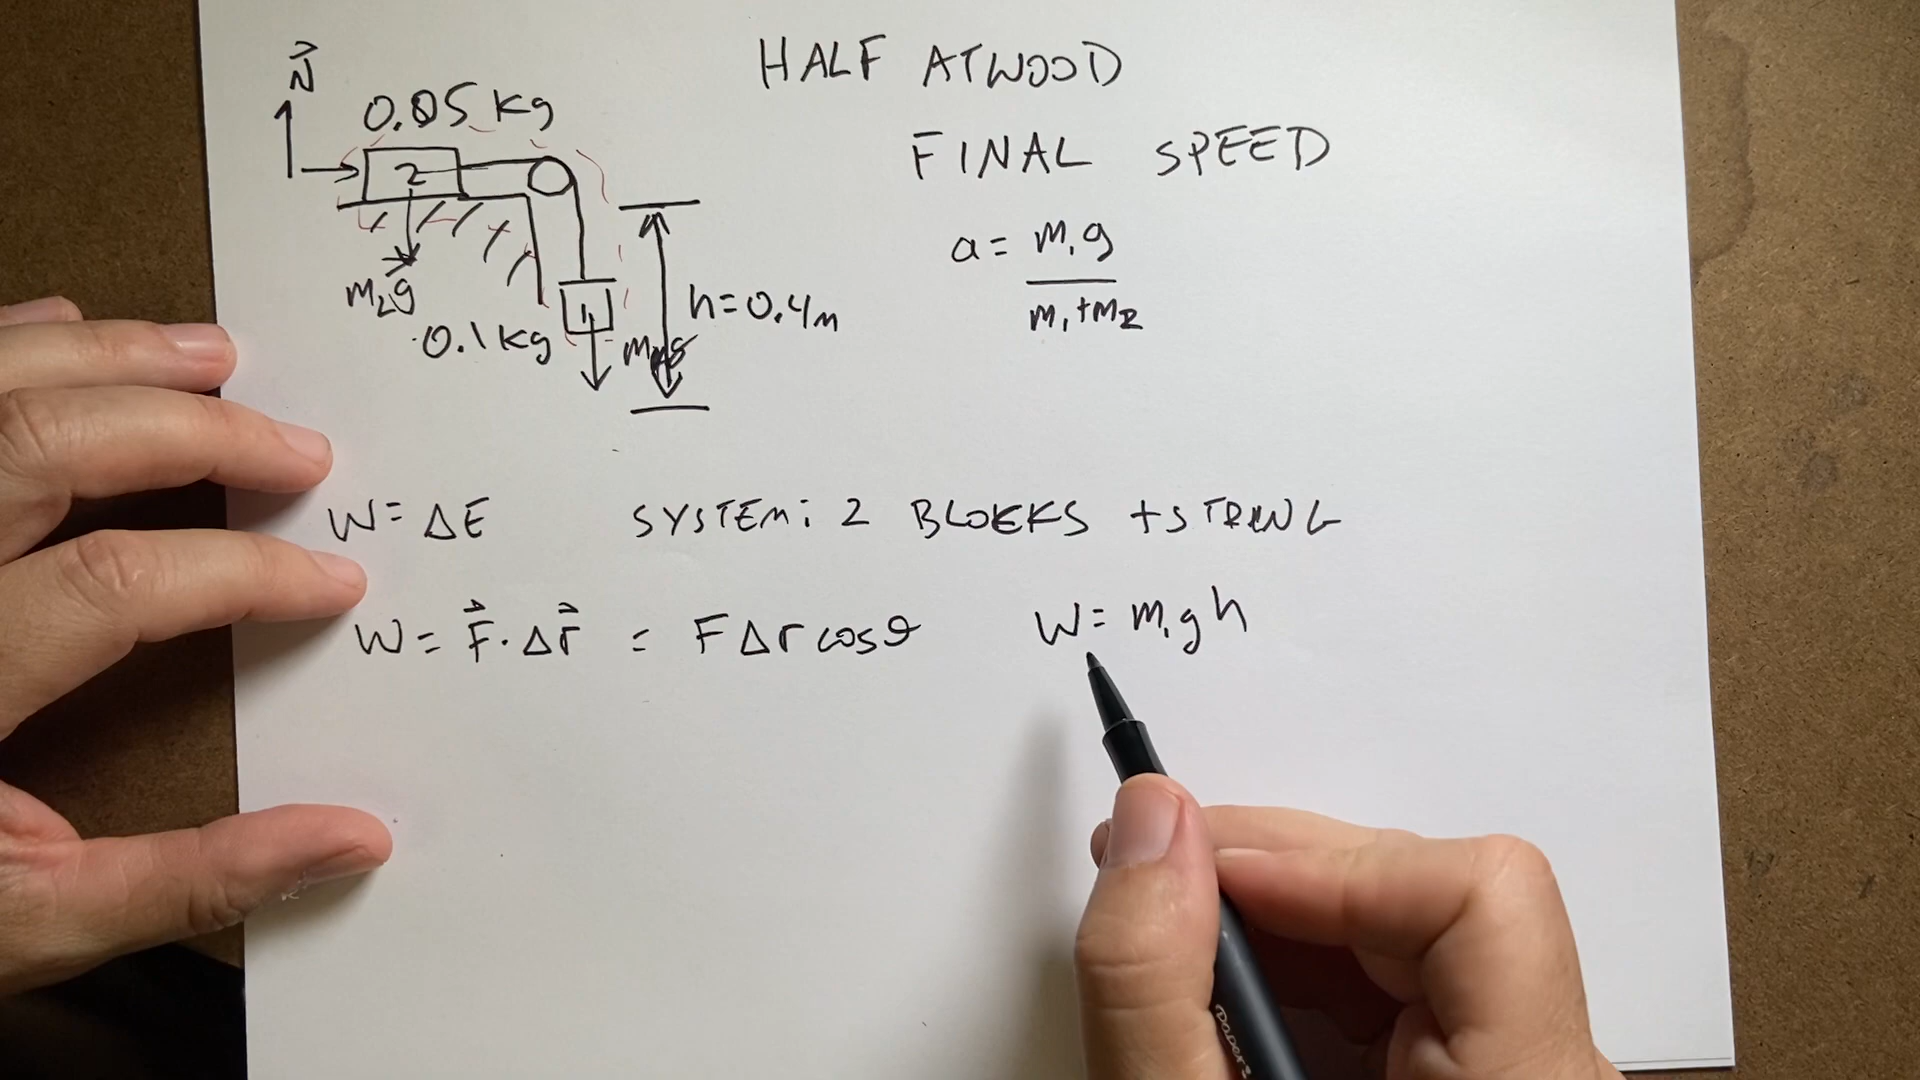 HALF ATWOOD
FINAL SPEED
N⃗
0.05 kg
2
m₂g
0.1 kg
1
h=0.4m
a = m₁g / m₁+m₂
W = ΔE
SYSTEM: 2 BLOCKS + STRING
W = F⃗ · Δr⃗ = F Δr cosθ
W = m₁gh